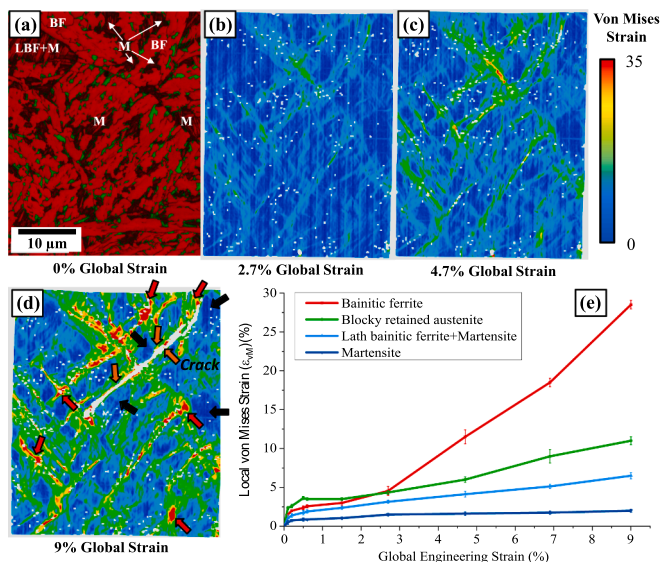 (a)
BF
M
BF
LBF+M
M
M
10 µm
0% Global Strain
(b)
2.7% Global Strain
(c)
4.7% Global Strain
Von Mises
Strain
35
0
(d)
Crack
9% Global Strain
(e)
Bainitic ferrite
Blocky retained austenite
Lath bainitic ferrite+Martensite
Martensite
Local von Mises Strain (εvM)(%)
30
25
20
15
10
5
0
0 1 2 3 4 5 6 7 8 9
Global Engineering Strain (%)